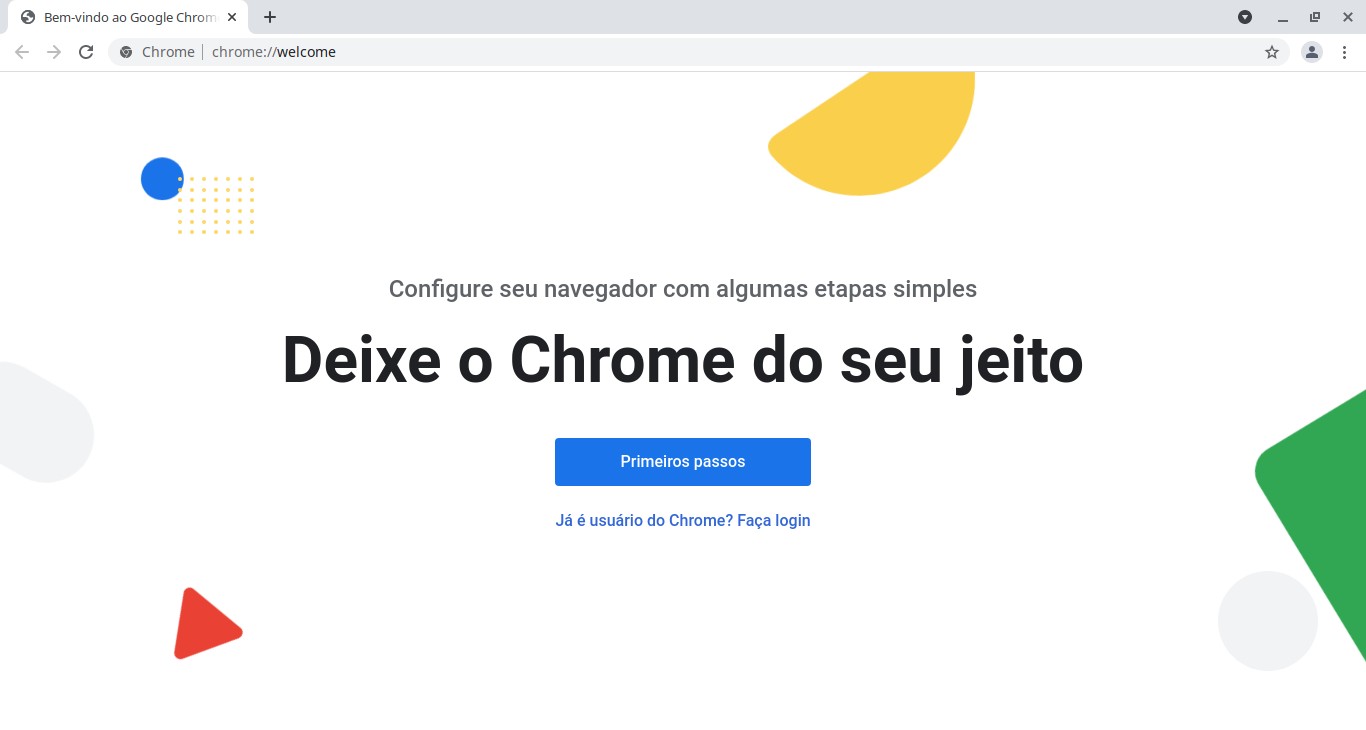 Bem-vindo ao Google Chrom
Chrome | chrome://welcome
Configure seu navegador com algumas etapas simples
Deixe o Chrome do seu jeito
Primeiros passos
Já é usuário do Chrome? Faça login